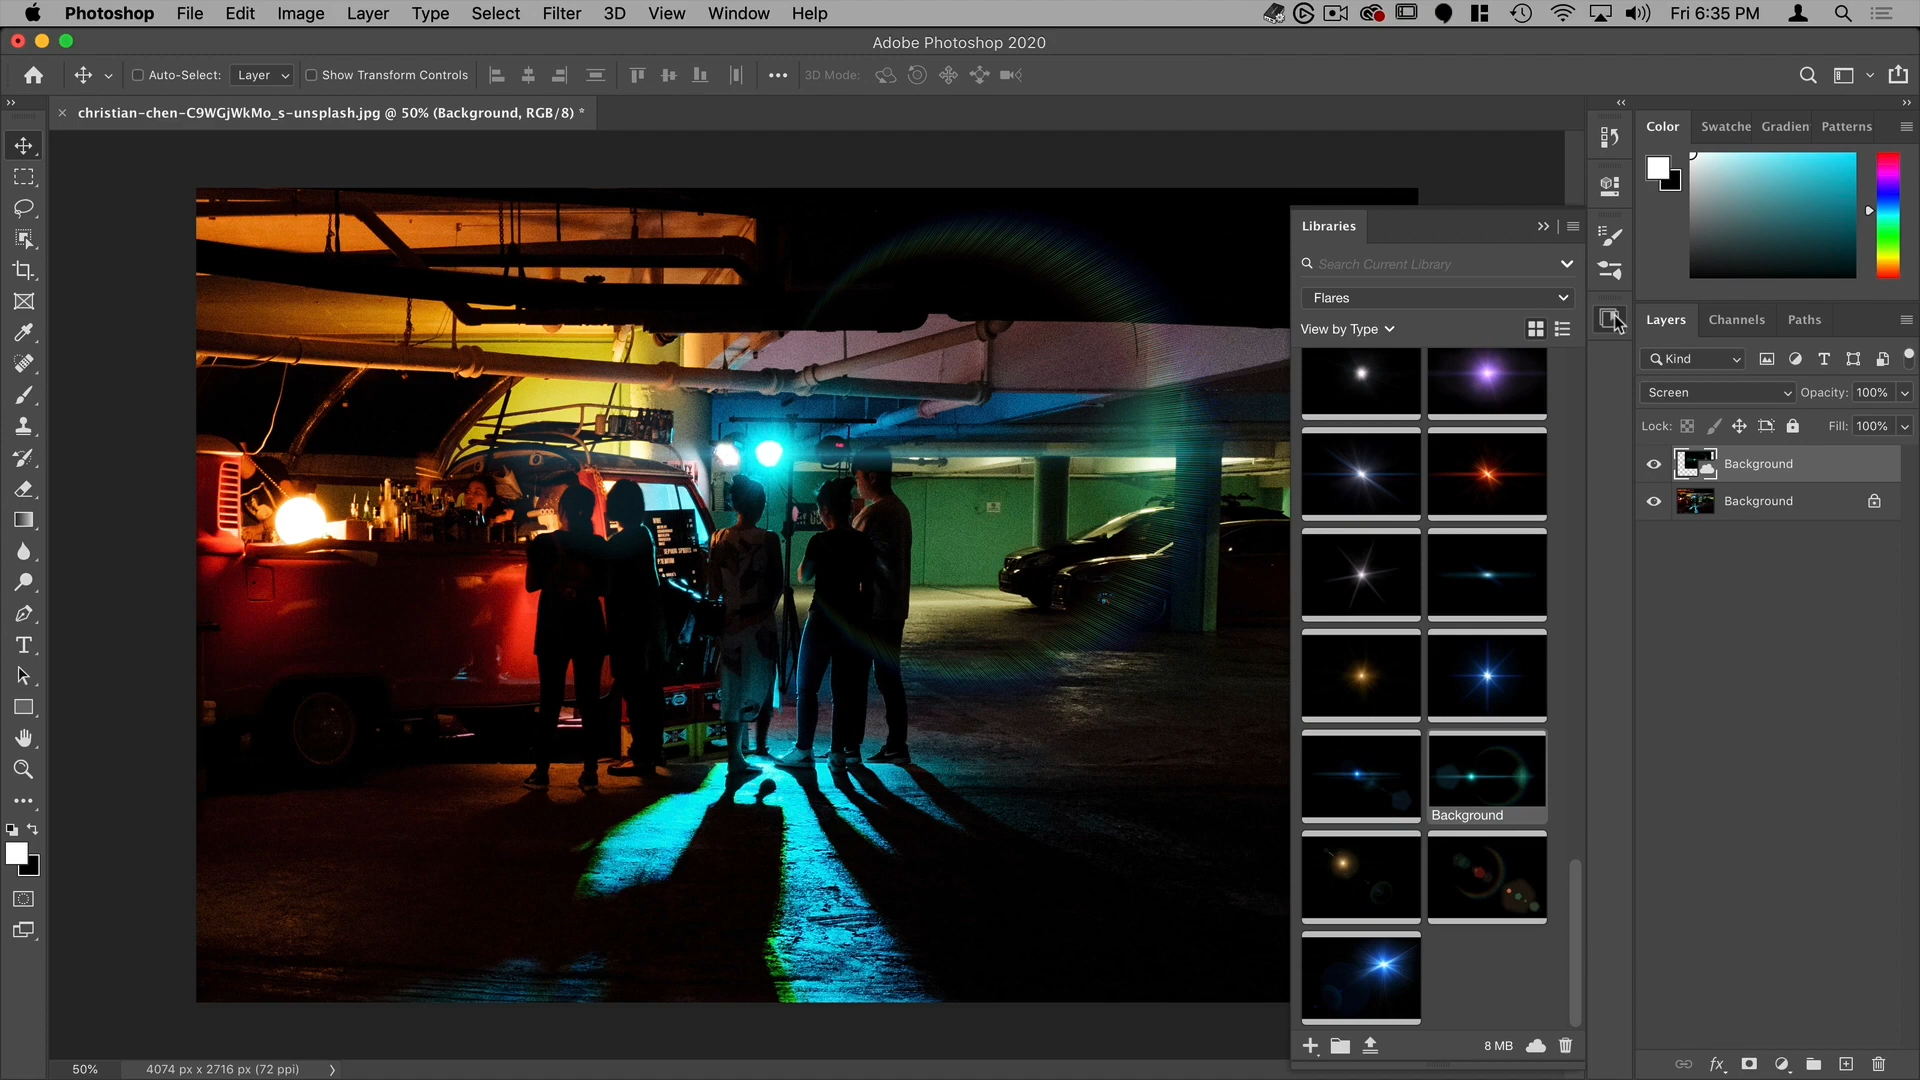 Photoshop File Edit Image Layer Type Select Filter 3D View Window Help Fri 6:35 PM
Adobe Photoshop 2020
Auto-Select: Layer Show Transform Controls 3D Mode:
christian-chen-C9WGjWkMo_s-unsplash.jpg @ 50% (Background, RGB/8) *
Color Swatche Gradien Patterns
Libraries
Search Current Library
Flares
View by Type
Background
8 MB
Layers Channels Paths
Kind
Screen Opacity: 100%
Lock: Fill: 100%
Background
Background
50% 4074 px x 2716 px (72 ppi)